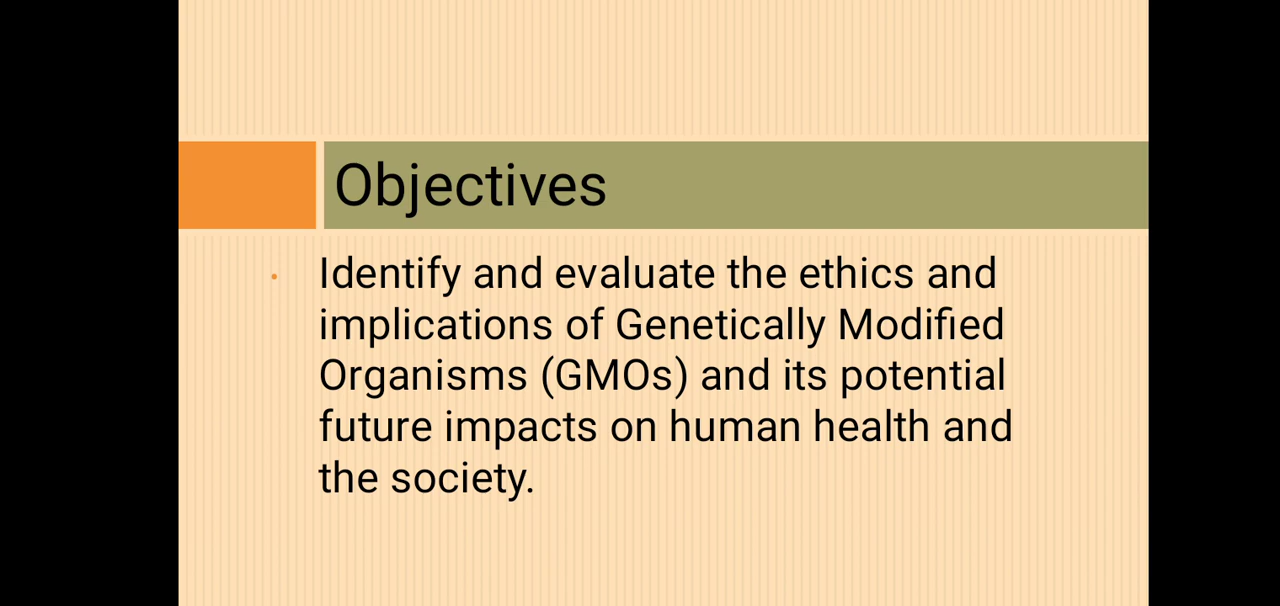 Objectives
• Identify and evaluate the ethics and
implications of Genetically Modified
Organisms (GMOs) and its potential
future impacts on human health and
the society.